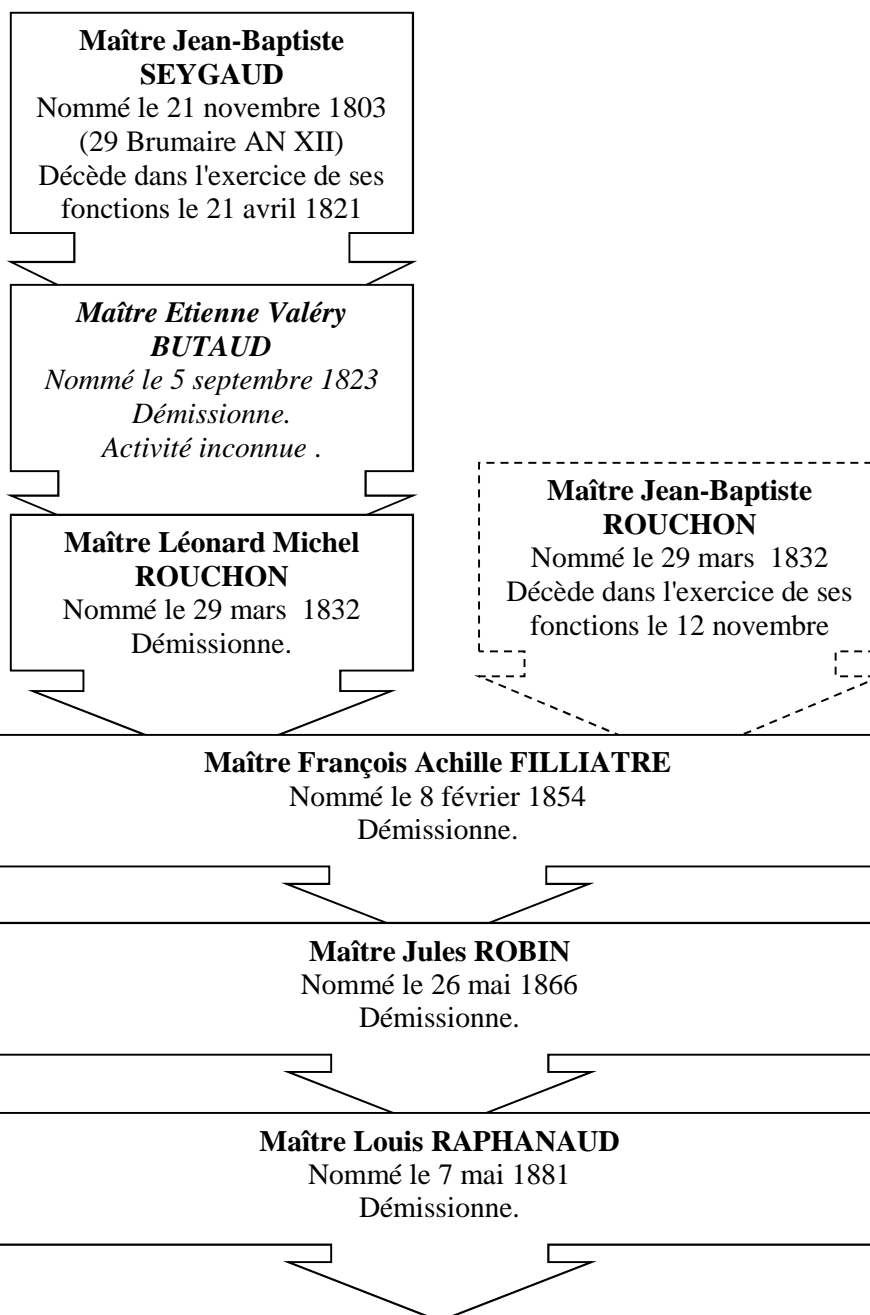 Maître Jean-Baptiste
SEYGAUD
Nommé le 21 novembre 1803
(29 Brumaire AN XII)
Décède dans l'exercice de ses
fonctions le 21 avril 1821
Maître Etienne Valéry
BUTAUD
Nommé le 5 septembre 1823
Démissionne.
Activité inconnue .
Maître Léonard Michel
ROUCHON
Nommé le 29 mars 1832
Démissionne.
Maître Jean-Baptiste
ROUCHON
Nommé le 29 mars 1832
Décède dans l'exercice de ses
fonctions le 12 novembre
Maître François Achille FILLIATRE
Nommé le 8 février 1854
Démissionne.
Maître Jules ROBIN
Nommé le 26 mai 1866
Démissionne.
Maître Louis RAPHANAUD
Nommé le 7 mai 1881
Démissionne.